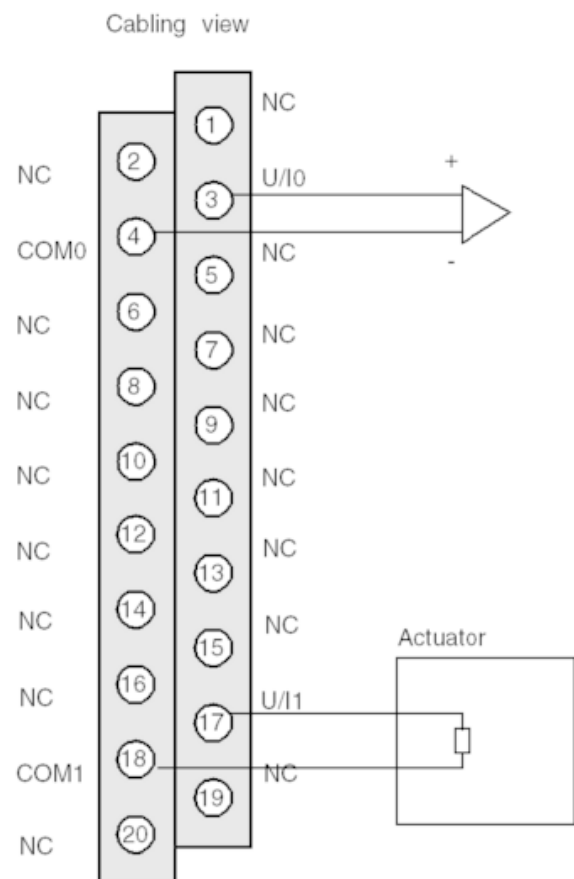 Cabling view
NC
1
2
NC
U/I0
+
3
4
COM0
NC
-
5
6
NC
NC
7
8
NC
NC
9
10
NC
NC
11
12
NC
NC
13
14
NC
NC
15
Actuator
16
NC
U/I1
17
18
COM1
NC
19
20
NC